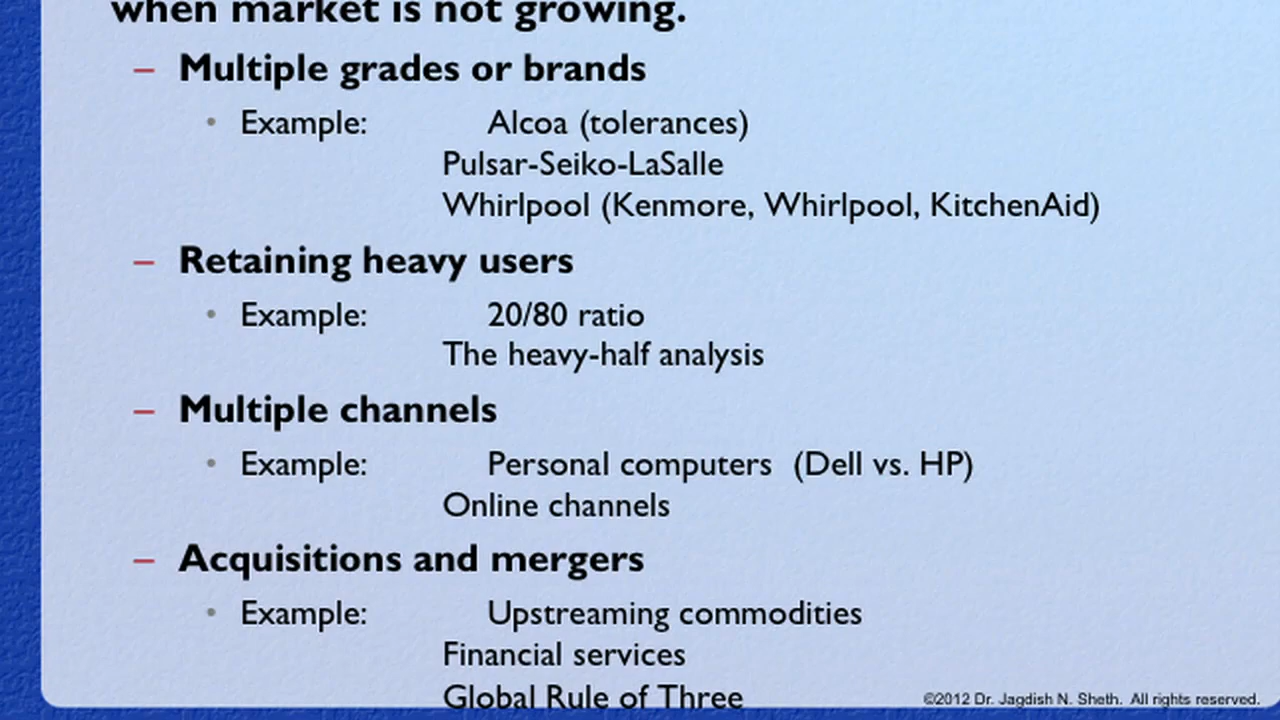 when market is not growing.
– Multiple grades or brands
• Example: Alcoa (tolerances)
Pulsar-Seiko-LaSalle
Whirlpool (Kenmore, Whirlpool, KitchenAid)
– Retaining heavy users
• Example: 20/80 ratio
The heavy-half analysis
– Multiple channels
• Example: Personal computers (Dell vs. HP)
Online channels
– Acquisitions and mergers
• Example: Upstreaming commodities
Financial services
Global Rule of Three
©2012 Dr. Jagdish N. Sheth. All rights reserved.